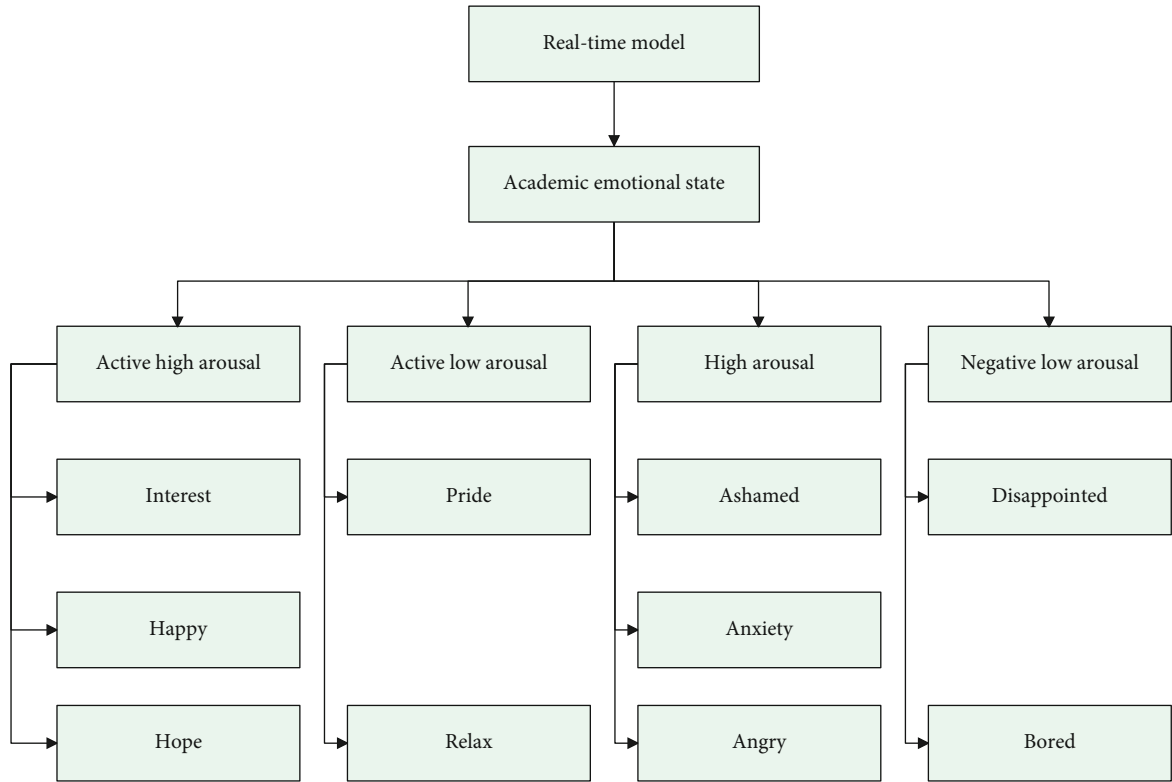 Real-time model
Academic emotional state
Active high arousal
Active low arousal
High arousal
Negative low arousal
Interest
Pride
Ashamed
Disappointed
Happy
Anxiety
Hope
Relax
Angry
Bored